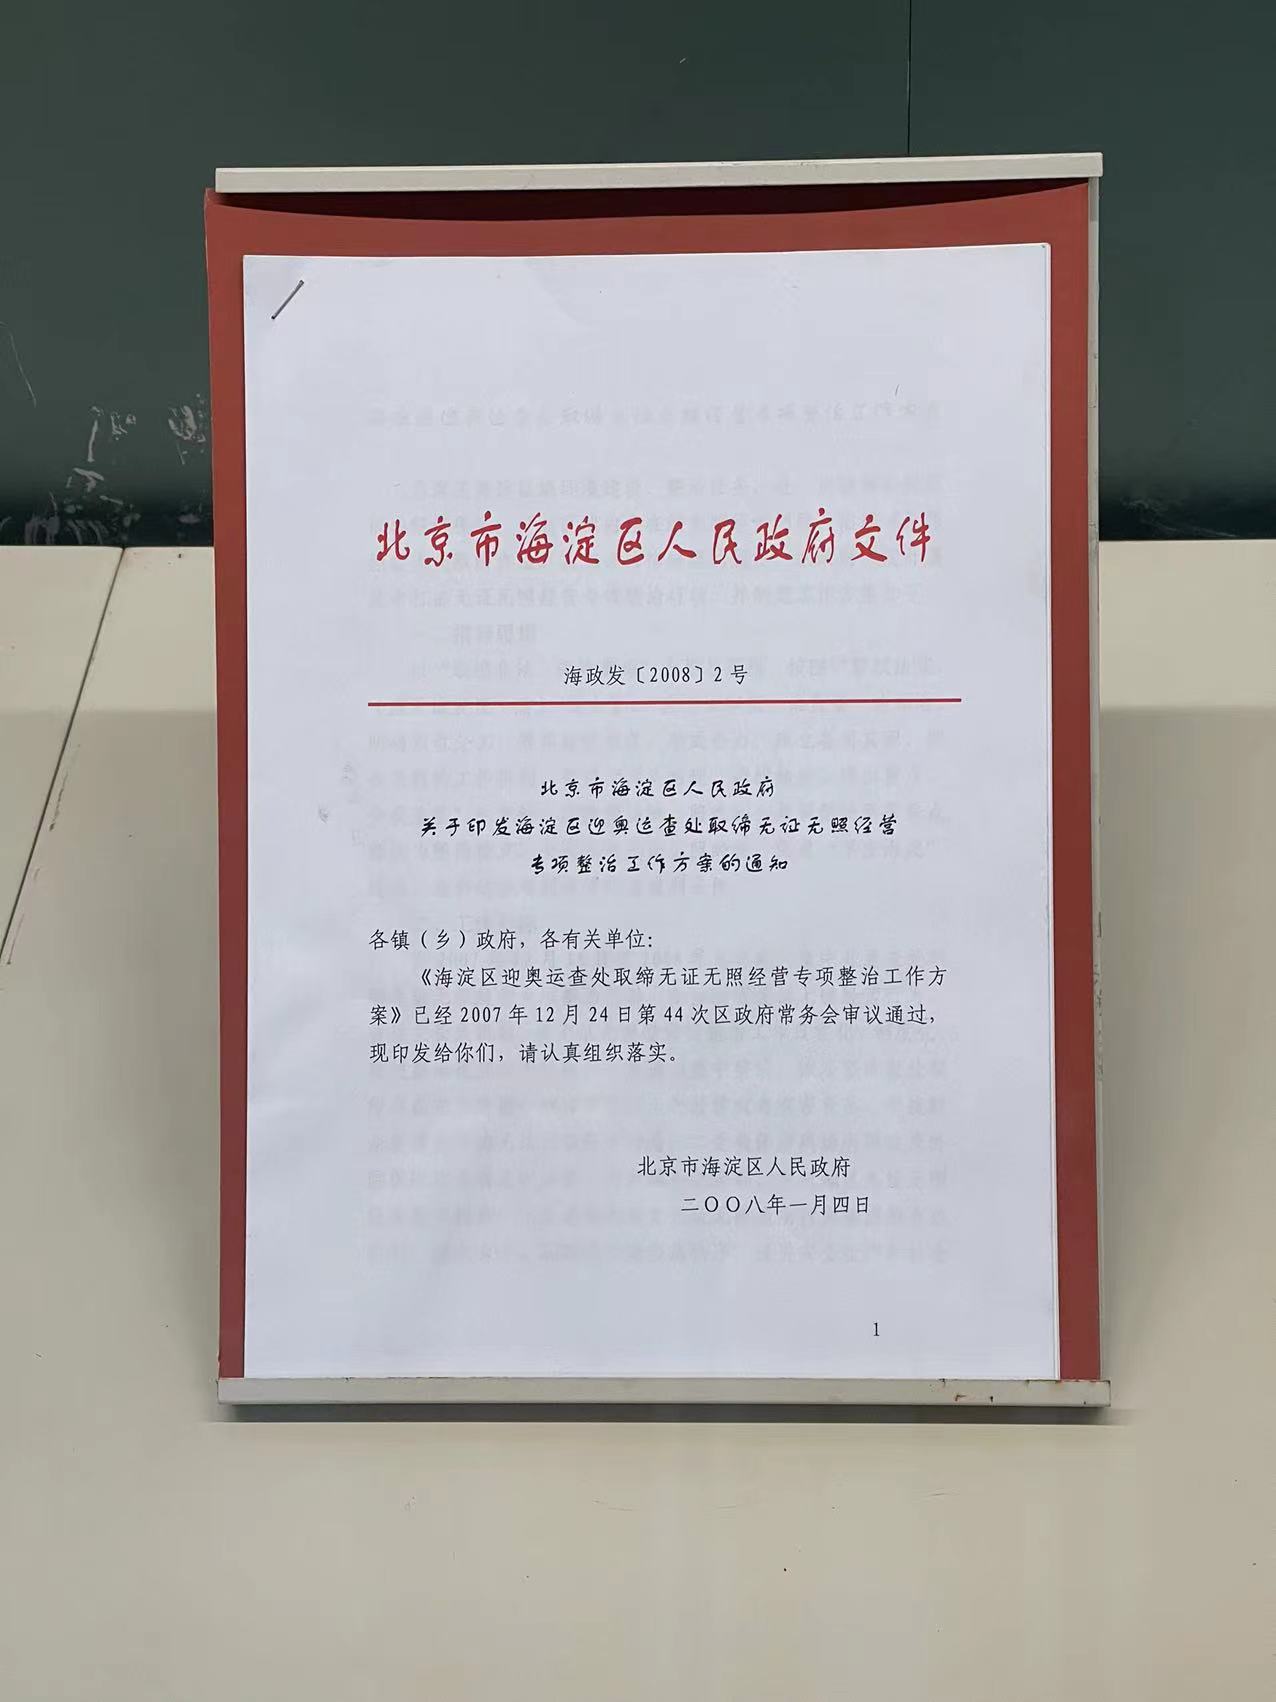 北京市海淀区人民政府文件
海政发〔2008〕2号
北京市海淀区人民政府
关于印发海淀区迎奥运查处取缔无证无照经营
专项整治工作方案的通知
各镇（乡）政府，各有关单位：
《海淀区迎奥运查处取缔无证无照经营专项整治工作方
案》已经2007年12月24日第44次区政府常务会审议通过，
现印发给你们，请认真组织落实。
北京市海淀区人民政府
二〇〇八年一月四日
1